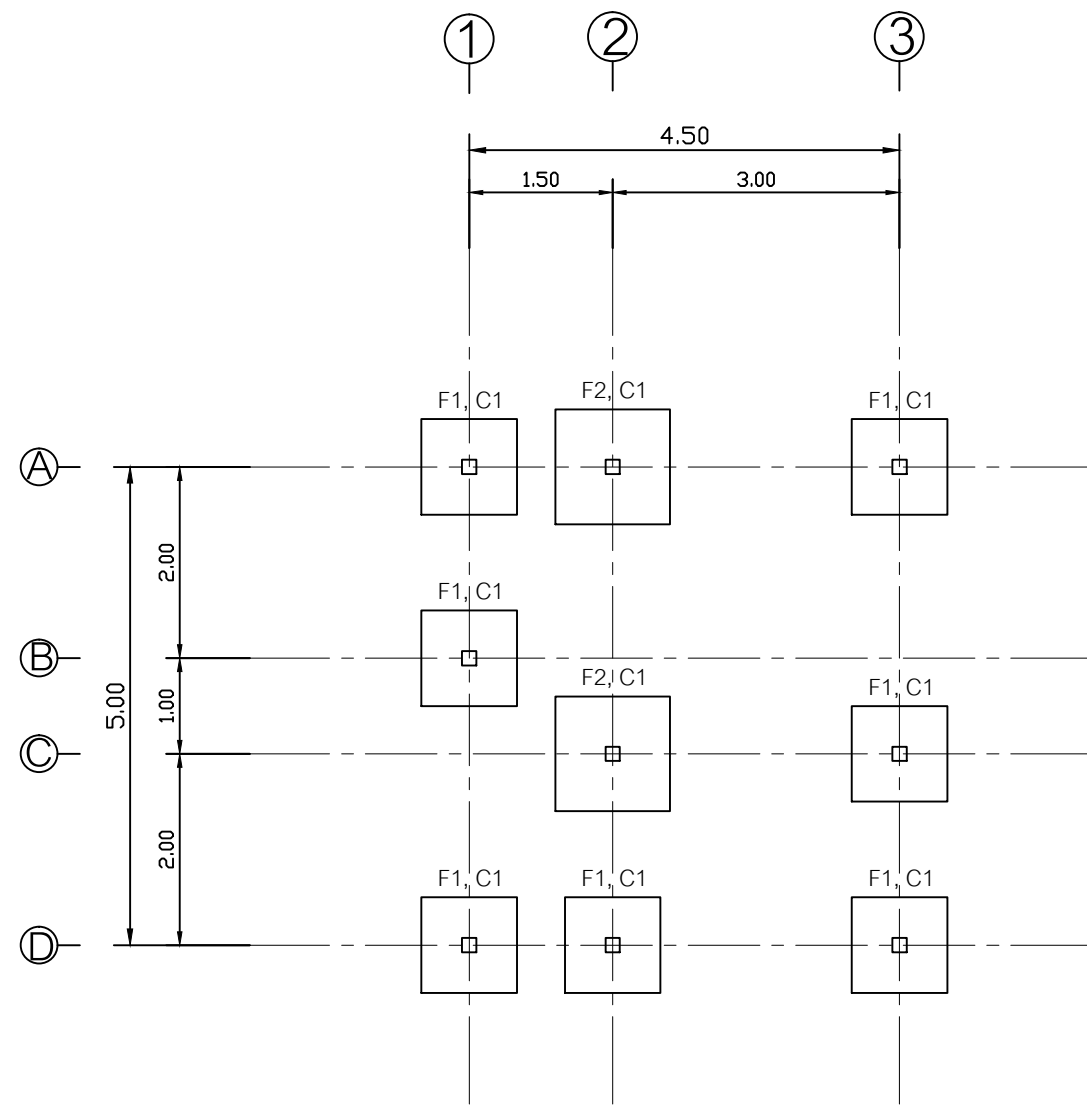 1 2 3
4.50
1.50 3.00
F1, C1 F2, C1 F1, C1
A
2.00
F1, C1
B
F2, C1 F1, C1
5.00 1.00
C
2.00
F1, C1 F1, C1 F1, C1
D